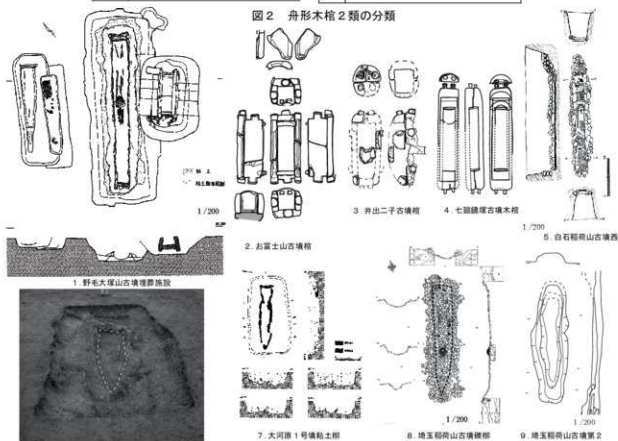 図2 舟形木棺2類の分類
1/200
1. 野毛大塚山古墳埋葬施設
2. お富士山古墳棺
3. 井出二子古墳棺
4. 七廻鏡塚古墳木棺
1/200
5. 白石稲荷山古墳西
7. 大河原1号墳粘土槨
1/200
8. 埼玉稲荷山古墳礫槨
1/200
9. 埼玉稲荷山古墳第2